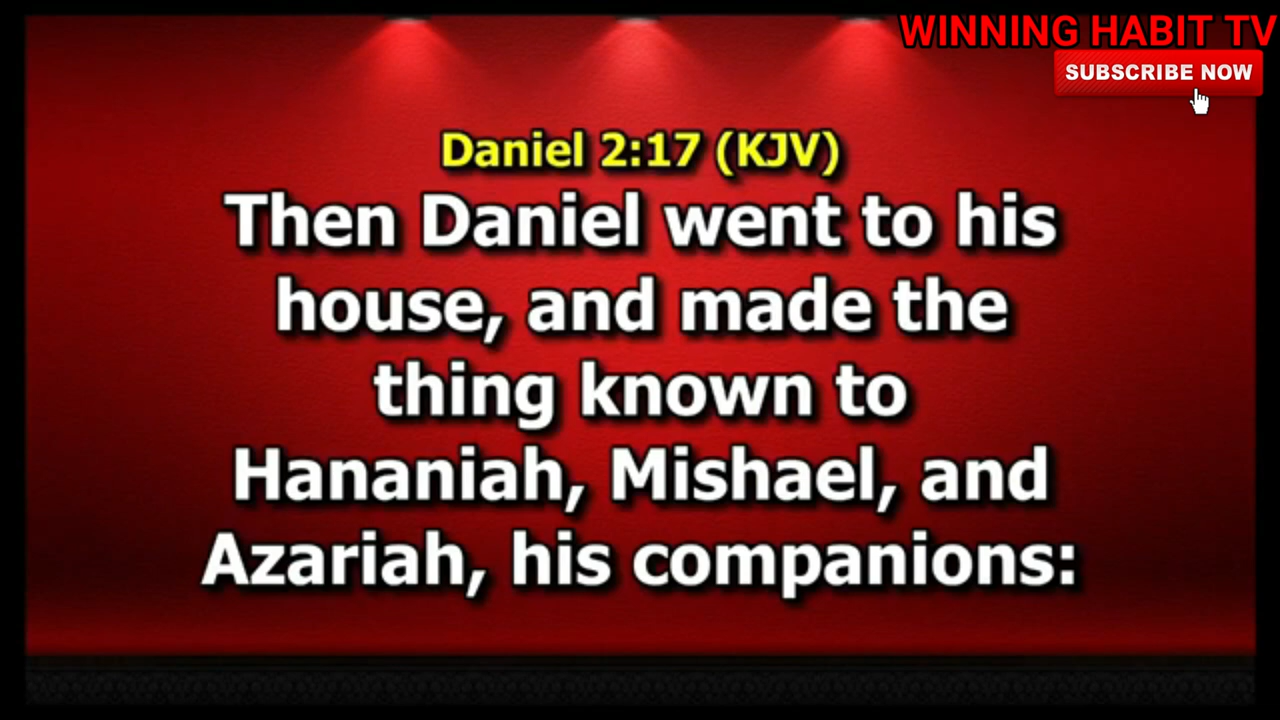 WINNING HABIT TV
SUBSCRIBE NOW
Daniel 2:17 (KJV)
Then Daniel went to his
house, and made the
thing known to
Hananiah, Mishael, and
Azariah, his companions: